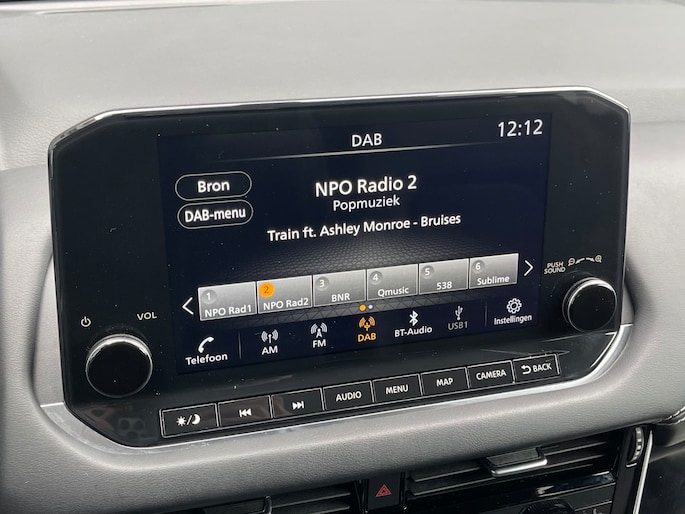 DAB
12:12
Bron
DAB-menu
NPO Radio 2
Popmuziek
Train ft. Ashley Monroe - Bruises
1 NPO Rad1
2 NPO Rad2
3 BNR
4 Qmusic
5 538
6 Sublime
Telefoon
AM
FM
DAB
BT-Audio
USB1
Instellingen
VOL
PUSH
SOUND
AUDIO
MENU
MAP
CAMERA
BACK